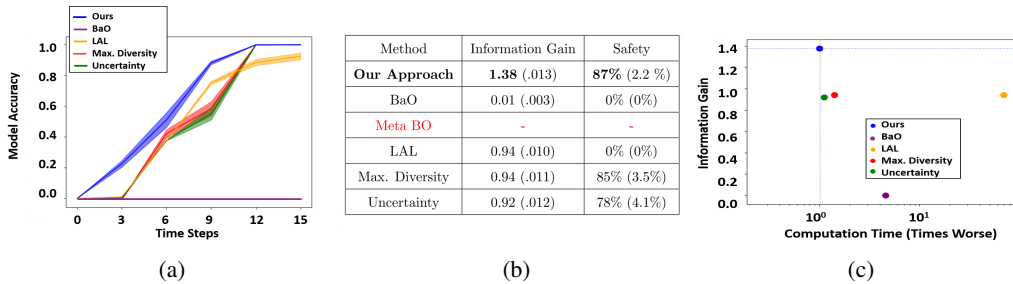 Ours
BaO
LAL
Max. Diversity
Uncertainty
1.0
0.8
0.6
0.4
0.2
0.0
Model Accuracy
0 3 6 9 12 15
Time Steps
(a)
Method Information Gain Safety
Our Approach 1.38 (.013) 87% (2.2 %)
BaO 0.01 (.003) 0% (0%)
Meta BO - -
LAL 0.94 (.010) 0% (0%)
Max. Diversity 0.94 (.011) 85% (3.5%)
Uncertainty 0.92 (.012) 78% (4.1%)
(b)
1.4
1.2
1.0
0.8
0.6
0.4
0.2
0.0
Information Gain
Ours
BaO
LAL
Max. Diversity
Uncertainty
10⁰ 10¹
Computation Time (Times Worse)
(c)